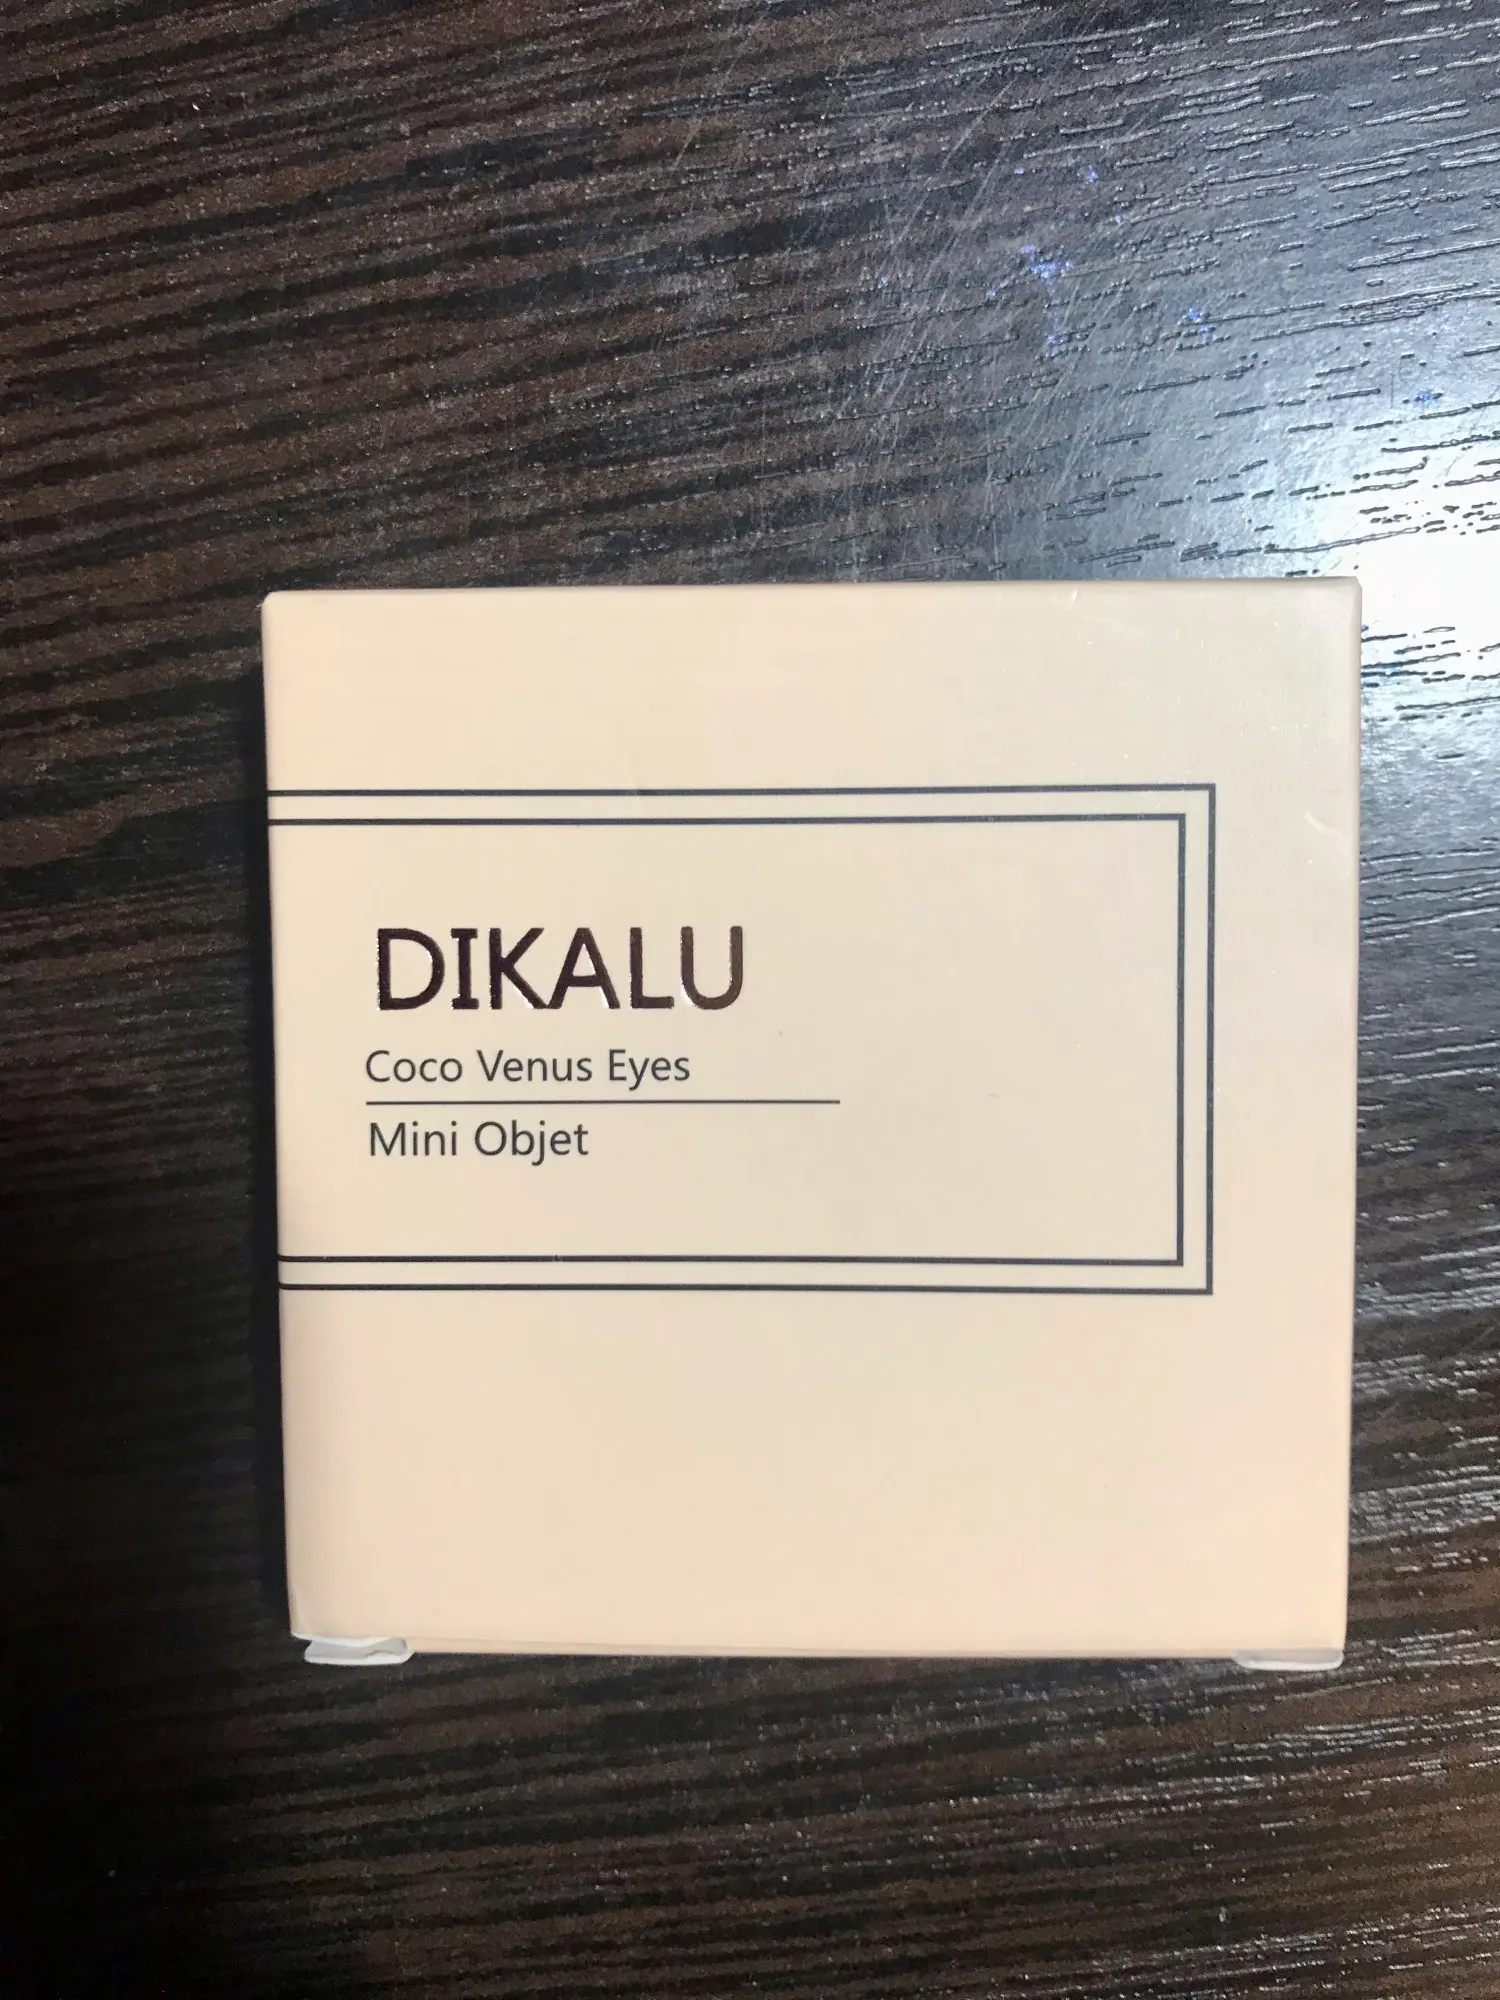 DIKALU
Coco Venus Eyes
Mini Objet